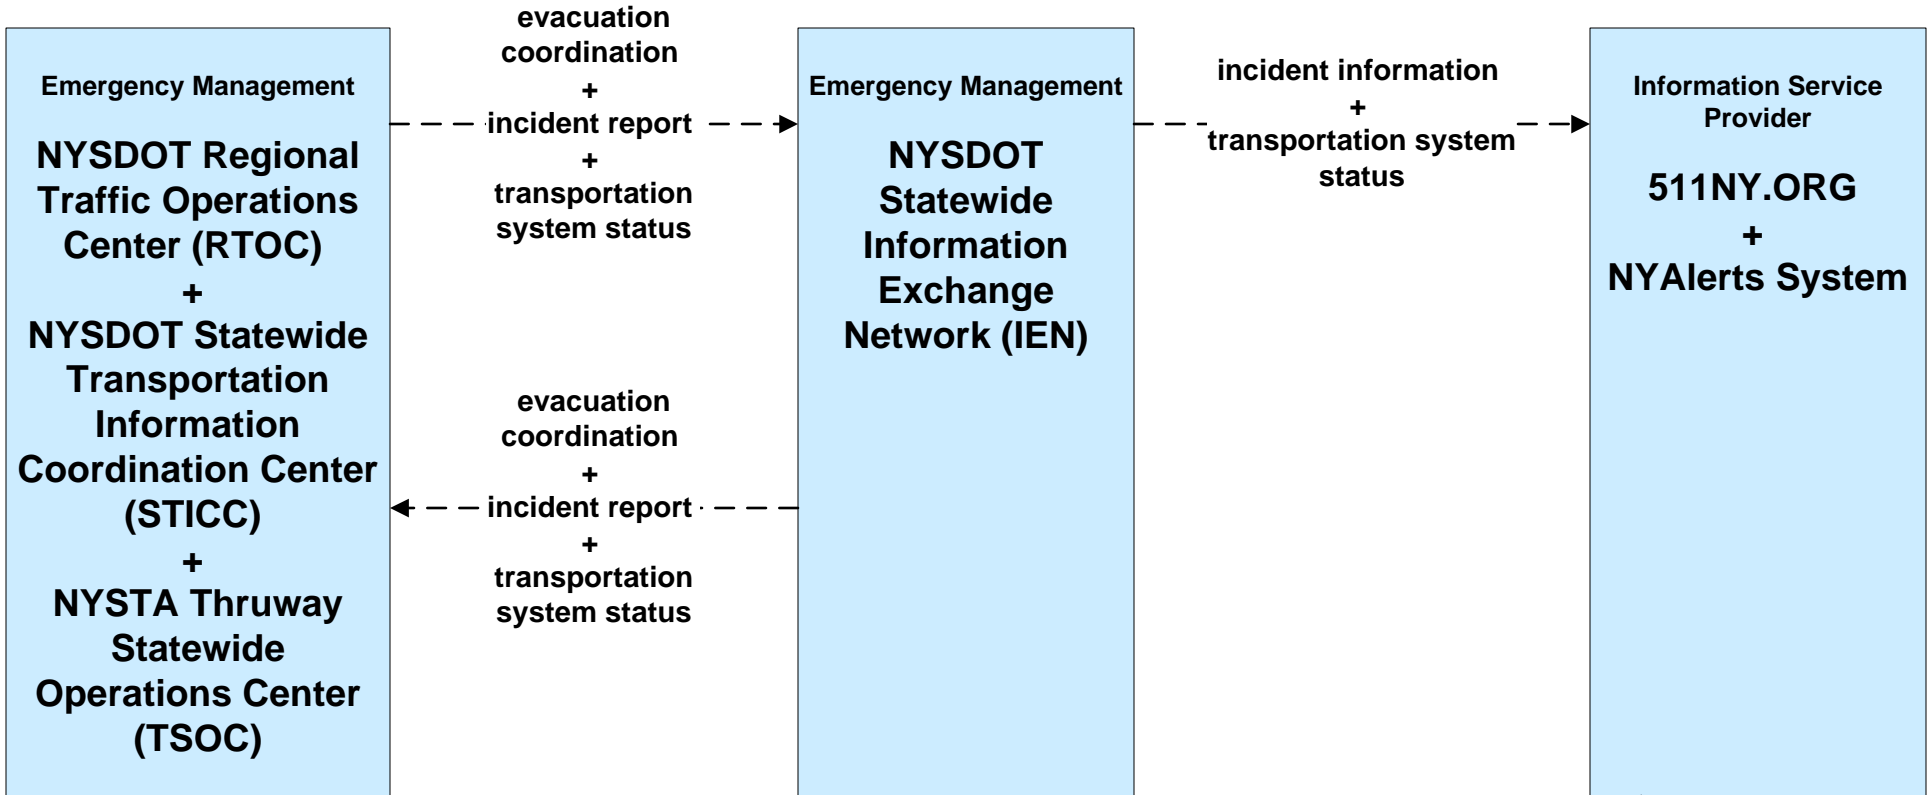 Emergency Management
NYSDOT Regional
Traffic Operations
Center (RTOC)
+
NYSDOT Statewide
Transportation
Information
Coordination Center
(STICC)
+
NYSTA Thruway
Statewide
Operations Center
(TSOC)
evacuation
coordination
+
incident report
+
transportation
system status
evacuation
coordination
+
incident report
+
transportation
system status
Emergency Management
NYSDOT
Statewide
Information
Exchange
Network (IEN)
incident information
+
transportation system
status
Information Service
Provider
511NY.ORG
+
NYAlerts System